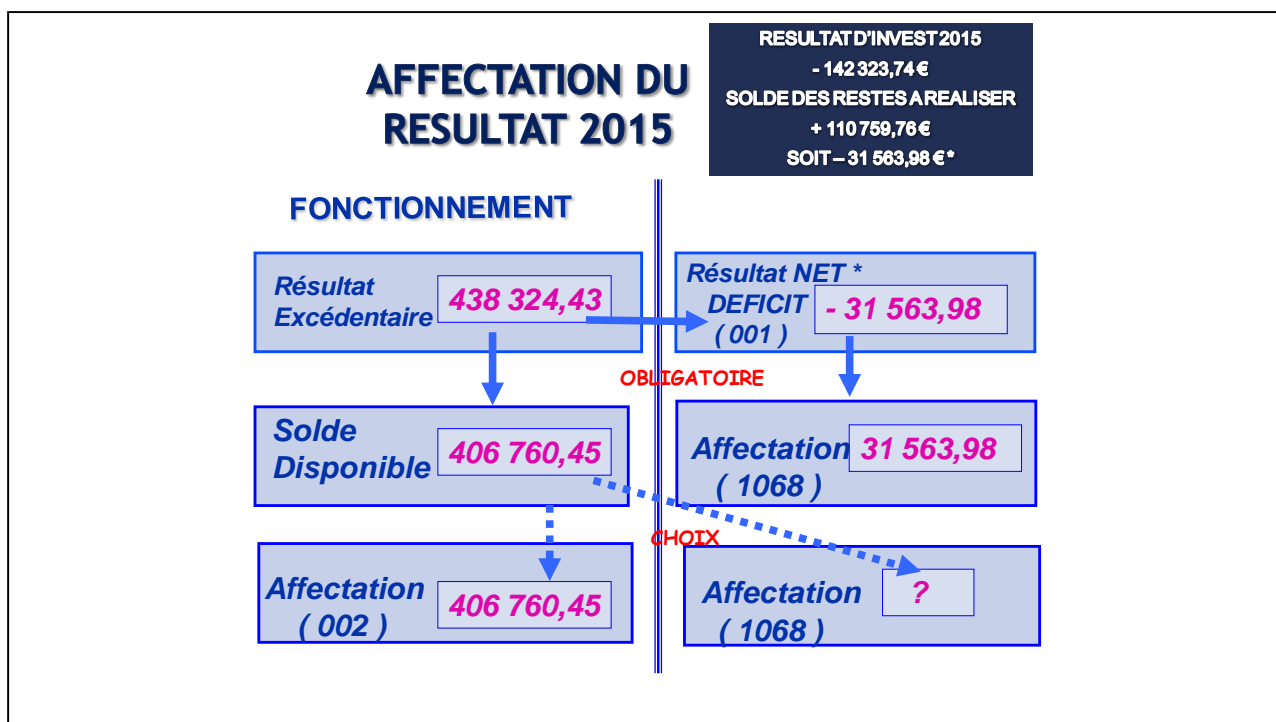 AFFECTATION DU
RESULTAT 2015
RESULTAT D'INVEST 2015
- 142 323,74 €
SOLDE DES RESTES A REALISER
+ 110 759,76 €
SOIT – 31 563,98 € *
FONCTIONNEMENT
Résultat
Excédentaire
438 324,43
Résultat NET *
DEFICIT
( 001 )
- 31 563,98
OBLIGATOIRE
Solde
Disponible
406 760,45
Affectation
( 1068 )
31 563,98
CHOIX
Affectation
( 002 )
406 760,45
Affectation
( 1068 )
?